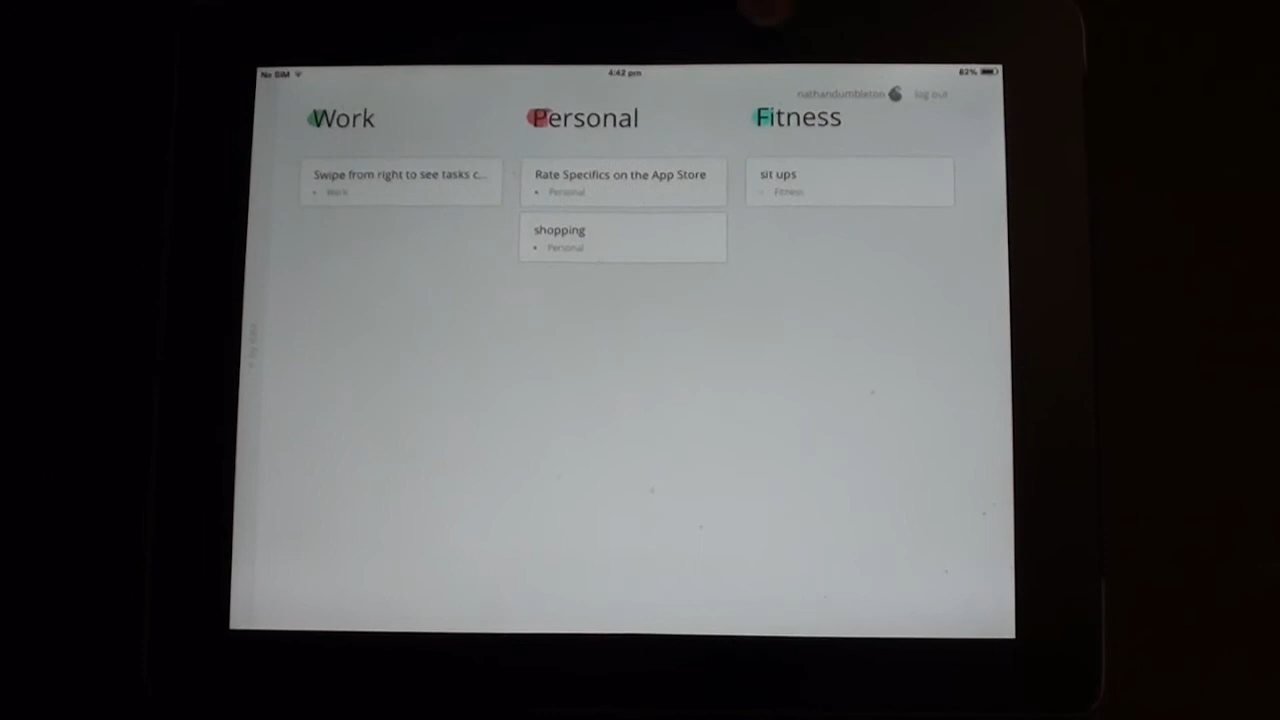 No SIM
4:42 pm
82%
nathandumbleton
log out
Work
Personal
Fitness
Swipe from right to see tasks c...
Work
Rate Specifics on the App Store
Personal
sit ups
Fitness
shopping
Personal